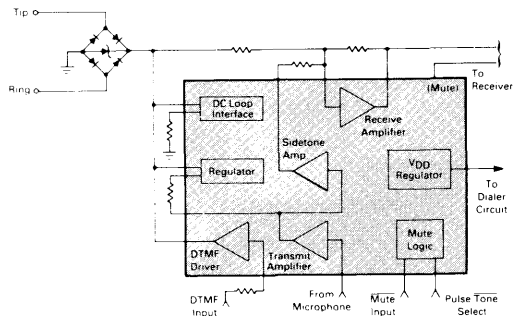 Tip
Ring
To
Receiver
(Mute)
DC Loop
Interface
Receive
Amplifier
Sidetone
Amp
Regulator
VDD
Regulator
To
Dialer
Circuit
Mute
Logic
DTMF
Driver
Transmit
Amplifier
DTMF
Input
From
Microphone
Mute
Input
Pulse Tone
Select